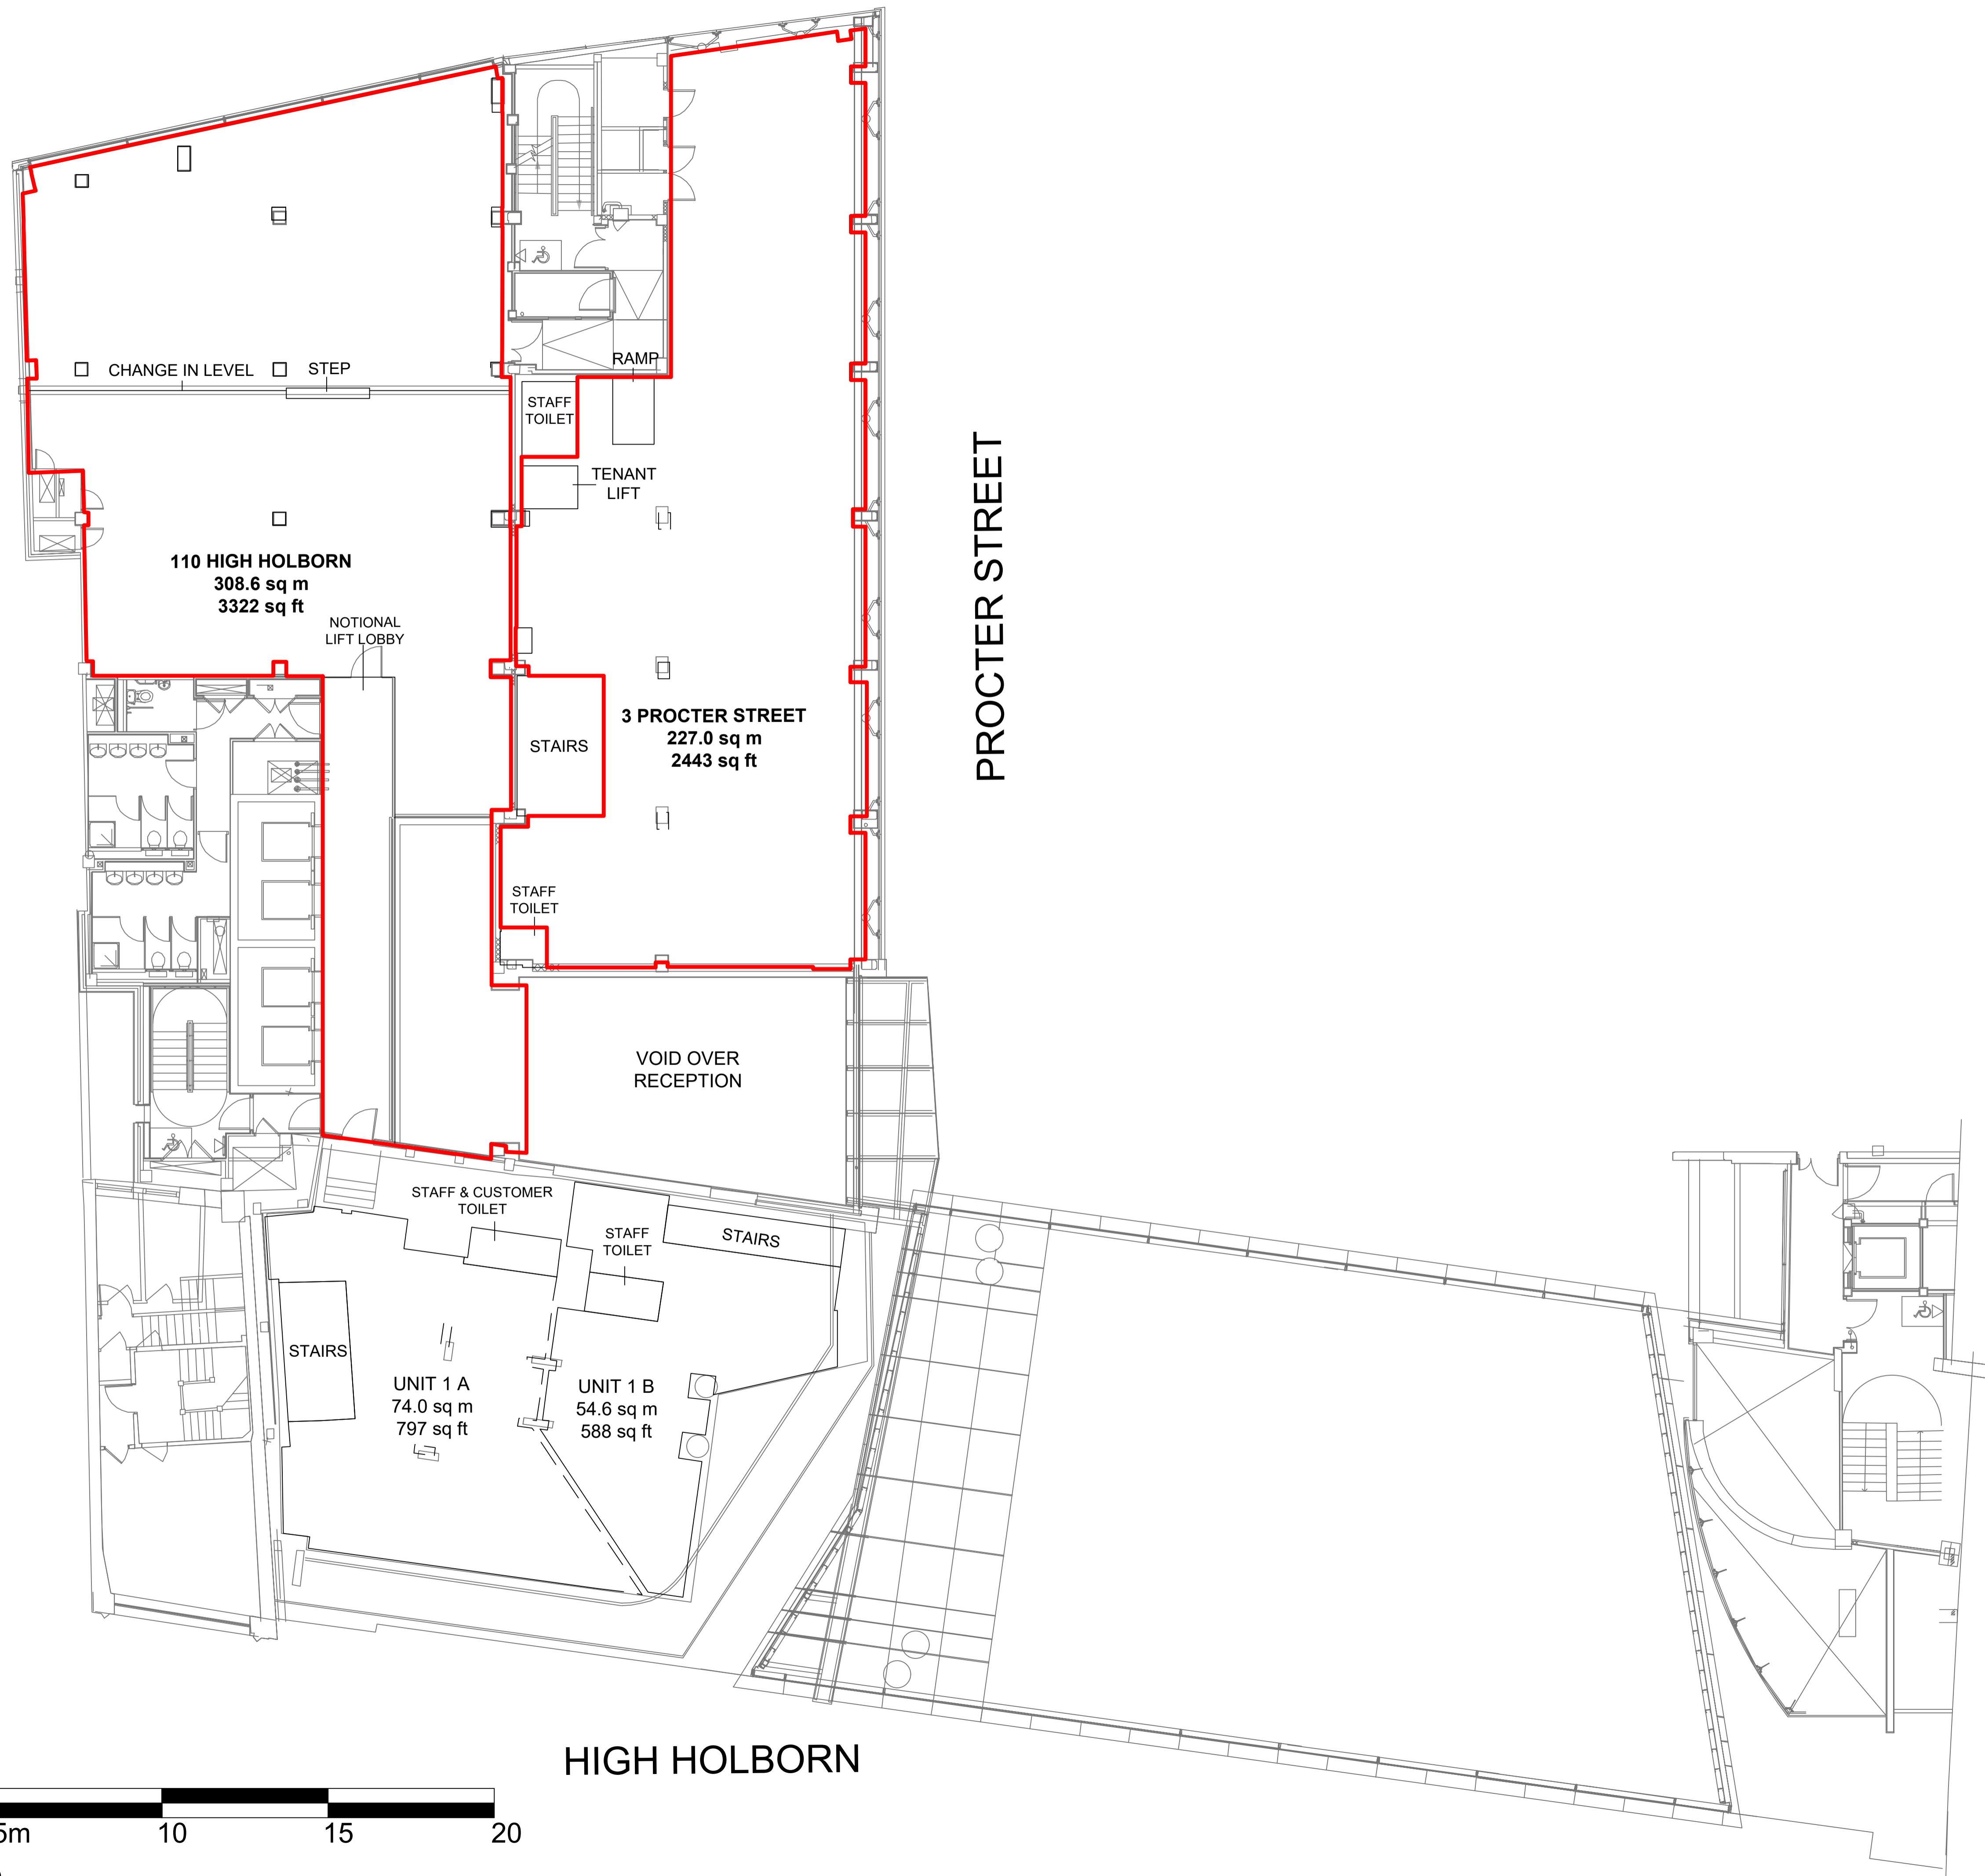 RAMP
CHANGE IN LEVEL
STEP
STAFF
TOILET
TENANT
LIFT
110 HIGH HOLBORN
308.6 sq m
3322 sq ft
NOTIONAL
LIFT LOBBY
PROCTER STREET
3 PROCTER STREET
227.0 sq m
2443 sq ft
STAIRS
STAFF
TOILET
VOID OVER
RECEPTION
STAFF & CUSTOMER
TOILET
STAFF
TOILET
STAIRS
STAIRS
UNIT 1 A
74.0 sq m
797 sq ft
UNIT 1 B
54.6 sq m
588 sq ft
HIGH HOLBORN
5m 10 15 20